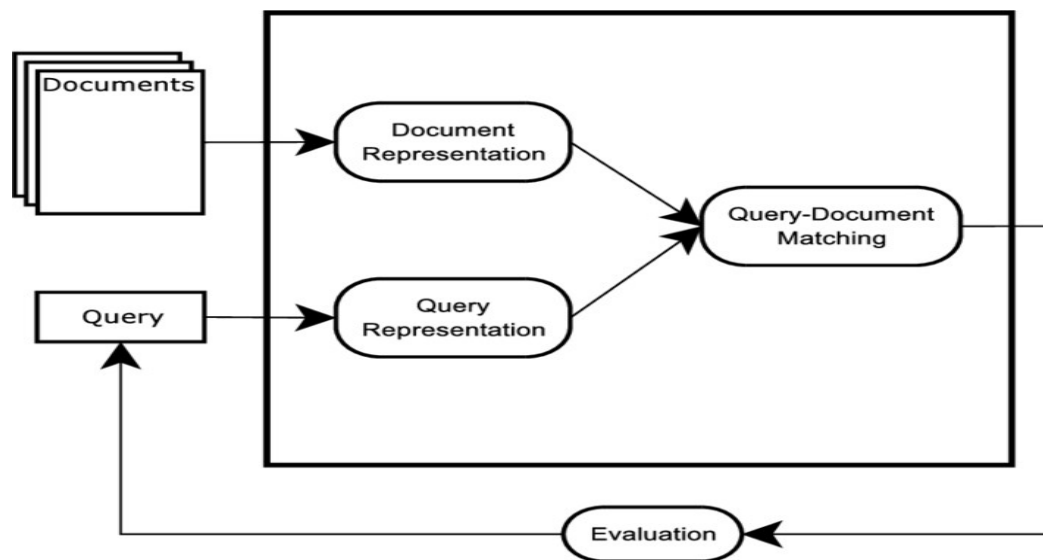 Documents
Document
Representation
Query-Document
Matching
Query
Query
Representation
Evaluation